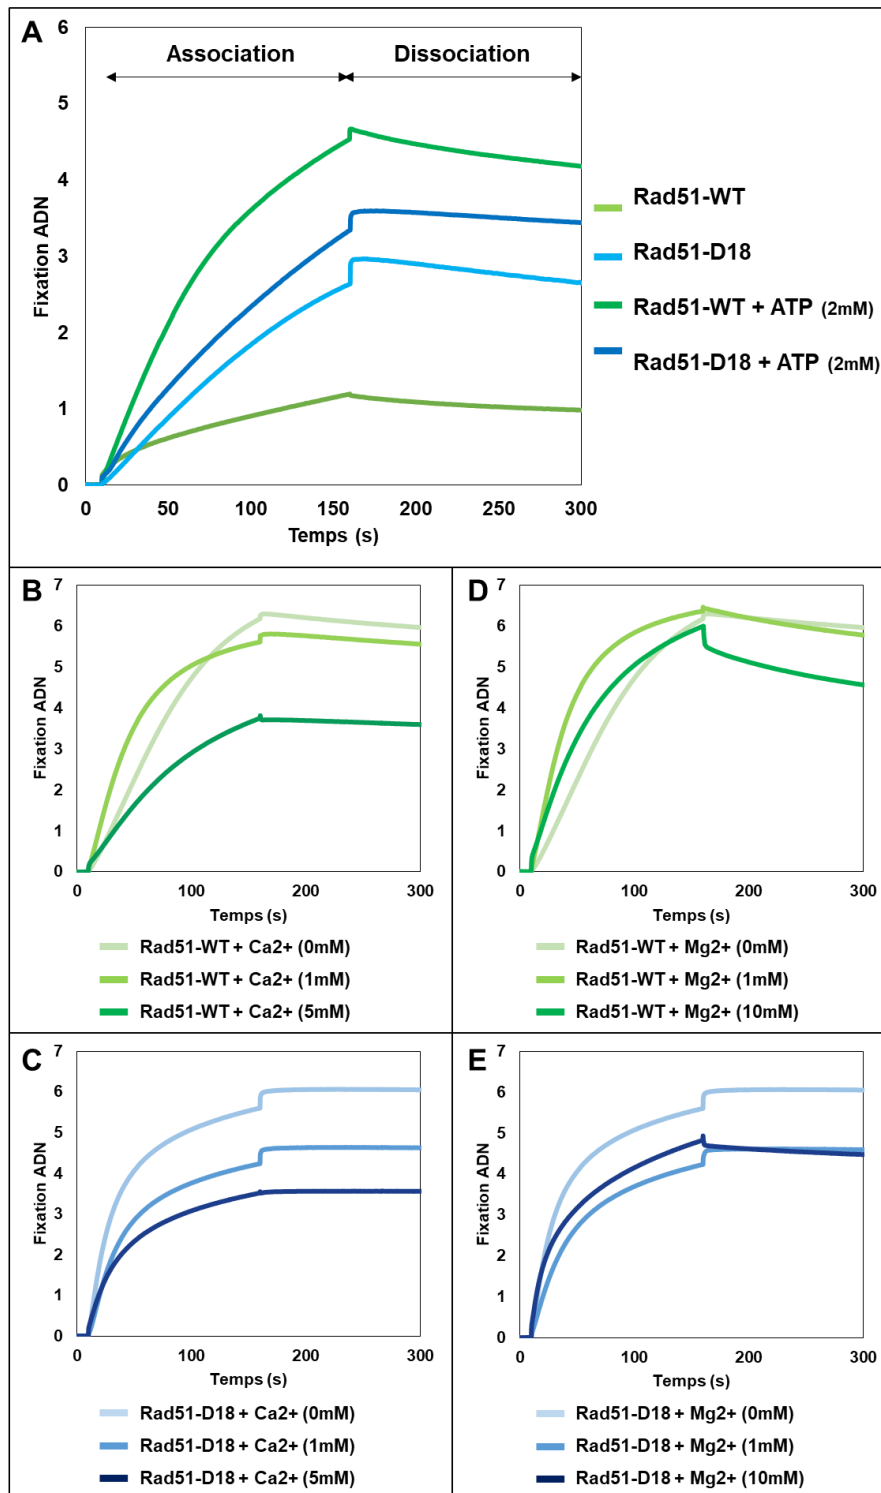 A
Association
Dissociation
6
5
4
3
2
1
0
Fixation ADN
0
50
100
150
200
250
300
Temps (s)
Rad51-WT
Rad51-D18
Rad51-WT + ATP (2mM)
Rad51-D18 + ATP (2mM)
B
7
6
5
4
3
2
1
0
Fixation ADN
0
100
200
300
Temps (s)
Rad51-WT + Ca2+ (0mM)
Rad51-WT + Ca2+ (1mM)
Rad51-WT + Ca2+ (5mM)
D
7
6
5
4
3
2
1
0
Fixation ADN
0
100
200
300
Temps (s)
Rad51-WT + Mg2+ (0mM)
Rad51-WT + Mg2+ (1mM)
Rad51-WT + Mg2+ (10mM)
C
7
6
5
4
3
2
1
0
Fixation ADN
0
100
200
300
Temps (s)
Rad51-D18 + Ca2+ (0mM)
Rad51-D18 + Ca2+ (1mM)
Rad51-D18 + Ca2+ (5mM)
E
7
6
5
4
3
2
1
0
Fixation ADN
0
100
200
300
Temps (s)
Rad51-D18 + Mg2+ (0mM)
Rad51-D18 + Mg2+ (1mM)
Rad51-D18 + Mg2+ (10mM)